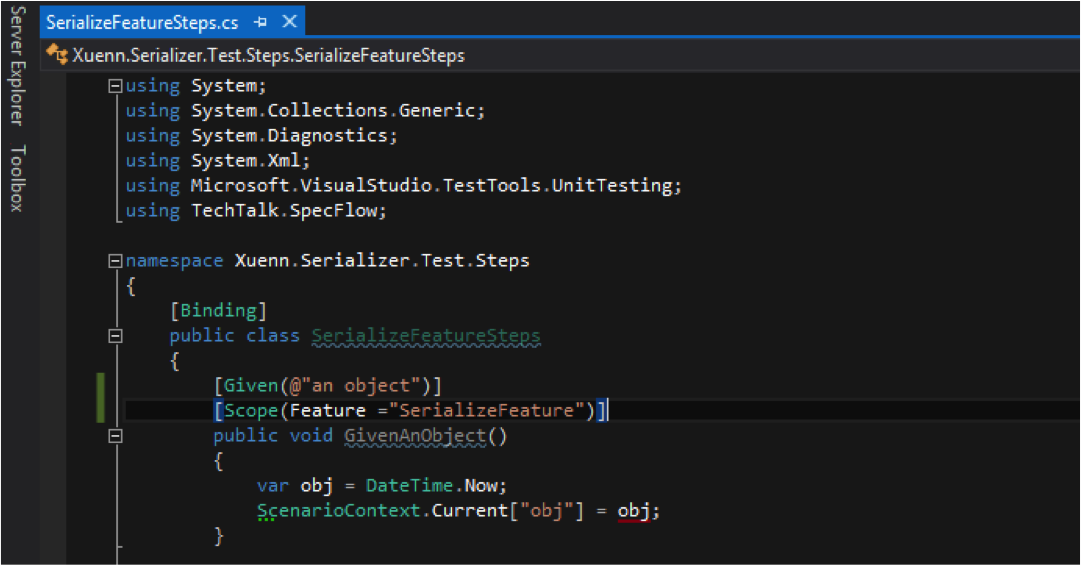 Server Explorer
Toolbox
SerializeFeatureSteps.cs
Xuenn.Serializer.Test.Steps.SerializeFeatureSteps
using System;
using System.Collections.Generic;
using System.Diagnostics;
using System.Xml;
using Microsoft.VisualStudio.TestTools.UnitTesting;
using TechTalk.SpecFlow;
namespace Xuenn.Serializer.Test.Steps
{
[Binding]
public class SerializeFeatureSteps
{
[Given(@"an object")]
[Scope(Feature ="SerializeFeature")]
public void GivenAnObject()
{
var obj = DateTime.Now;
ScenarioContext.Current["obj"] = obj;
}